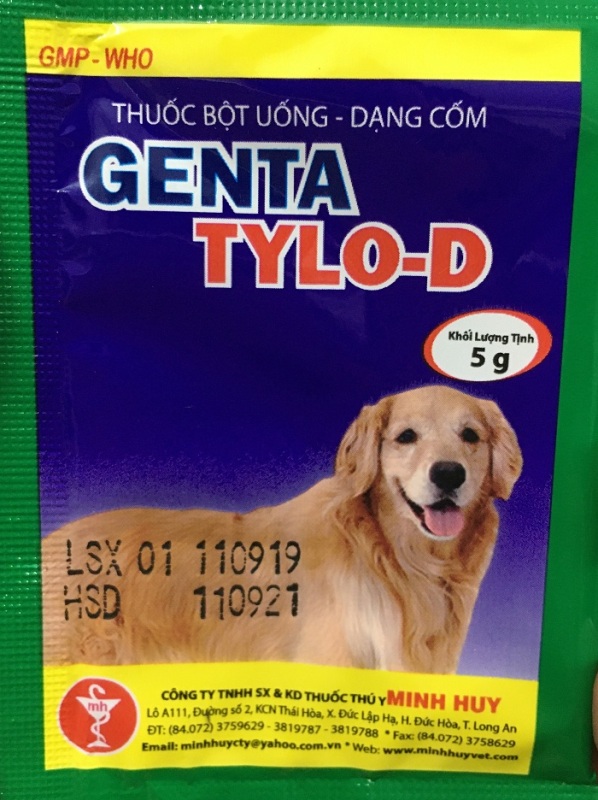 GMP - WHO
THUỐC BỘT UỐNG - DẠNG CỐM
GENTA
TYLO-D
Khối Lượng Tịnh
5 g
LSX 01 110919
HSD 110921
mh
CÔNG TY TNHH SX & KD THUỐC THÚ Y MINH HUY
Lô A111, Đường số 2, KCN Thái Hòa, X. Đức Lập Hạ, H. Đức Hòa, T. Long An
ĐT: (84.072) 3759629 - 3819787 - 3819788 * Fax: (84.072) 3758629
Email: minhhuycty@yahoo.com.vn * Web: www.minhhuyvet.com